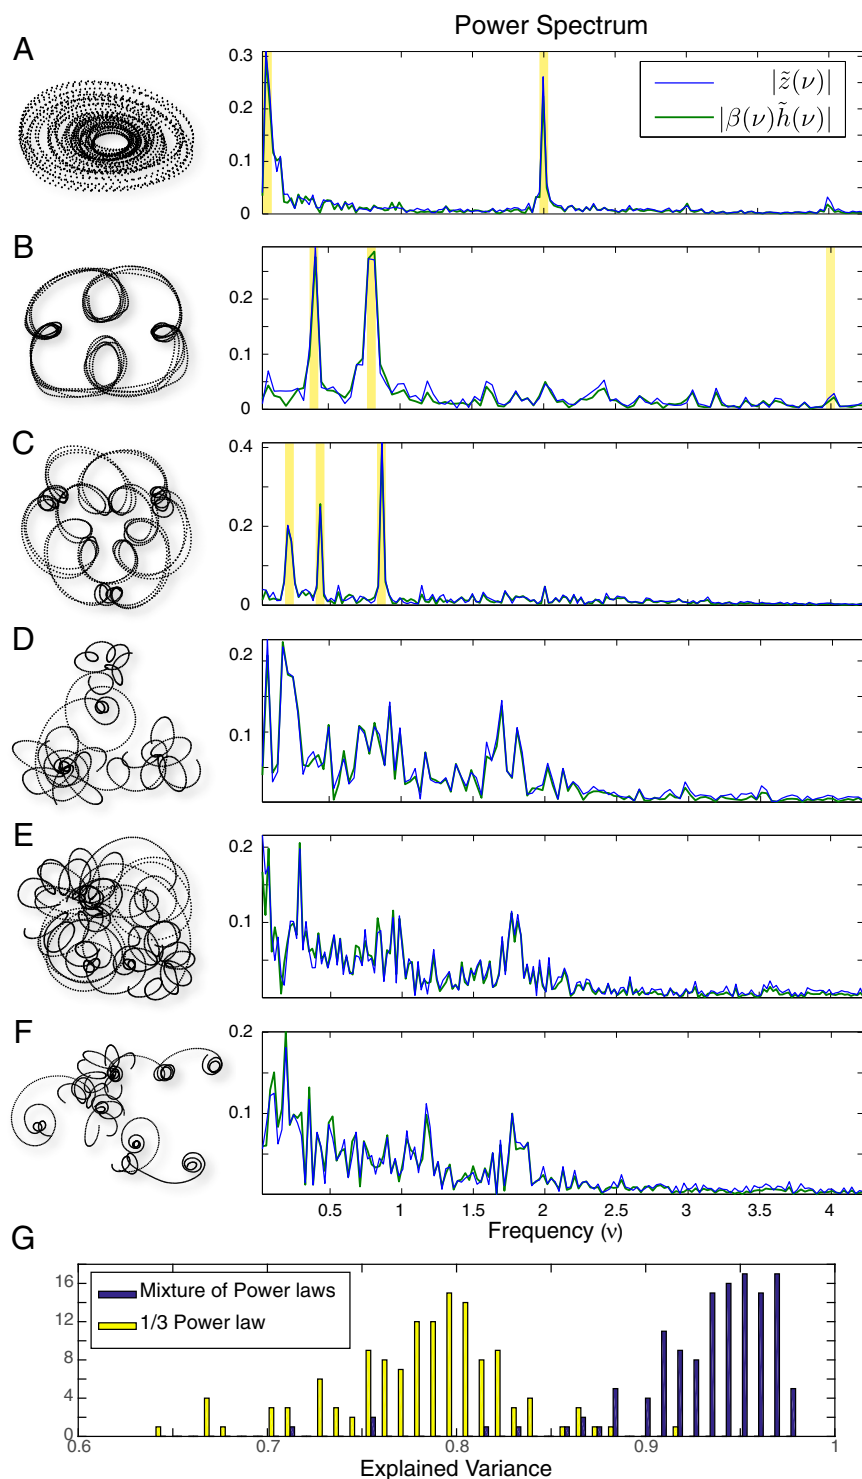 Power Spectrum
A
0.3
0.2
0.1
0
|z̃(ν)|
|β(ν)h̃(ν)|
B
0.2
0.1
0
C
0.4
0.2
0
D
0.2
0.1
E
0.2
0.1
F
0.2
0.1
0.5 1 1.5 2 2.5 3 3.5 4
Frequency (ν)
G
16
12
8
4
0
Mixture of Power laws
1/3 Power law
0.6 0.7 0.8 0.9 1
Explained Variance